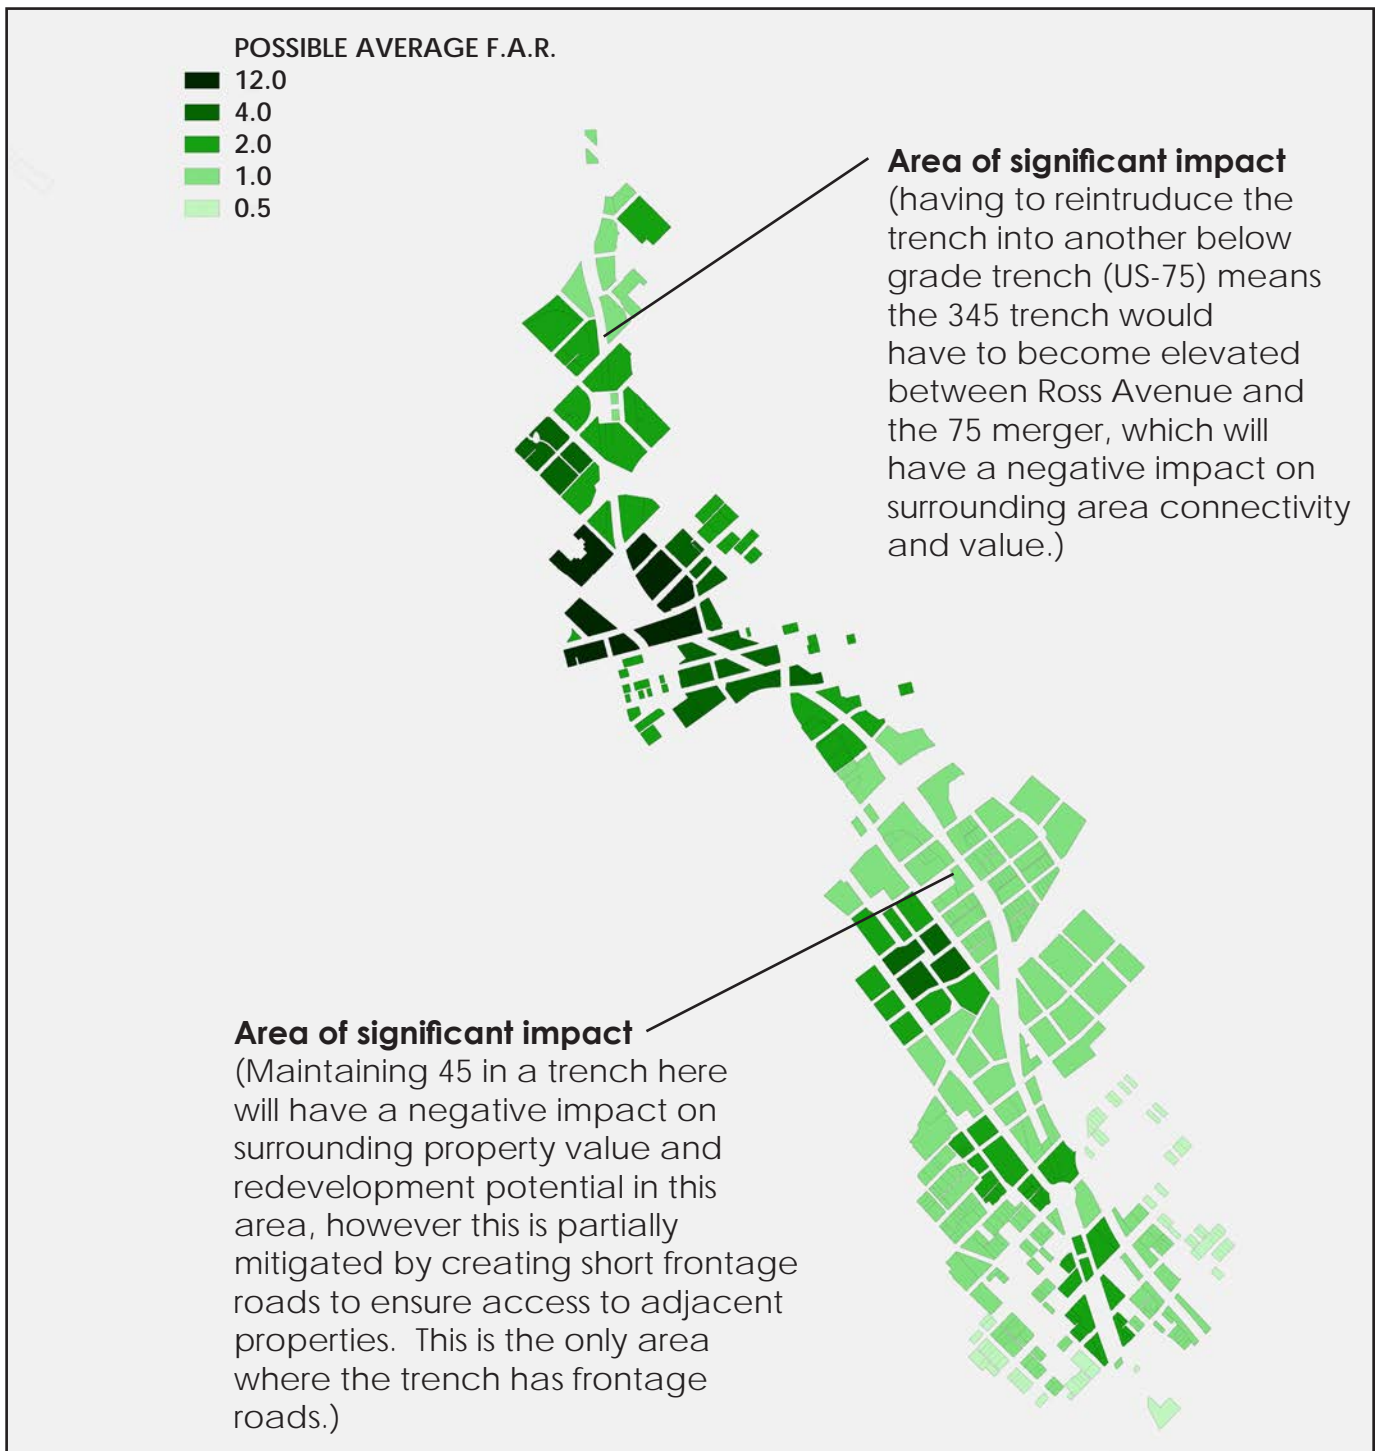 POSSIBLE AVERAGE F.A.R.
12.0
4.0
2.0
1.0
0.5
Area of significant impact
(having to reintruduce the
trench into another below
grade trench (US-75) means
the 345 trench would
have to become elevated
between Ross Avenue and
the 75 merger, which will
have a negative impact on
surrounding area connectivity
and value.)
Area of significant impact
(Maintaining 45 in a trench here
will have a negative impact on
surrounding property value and
redevelopment potential in this
area, however this is partially
mitigated by creating short frontage
roads to ensure access to adjacent
properties.  This is the only area
where the trench has frontage
roads.)